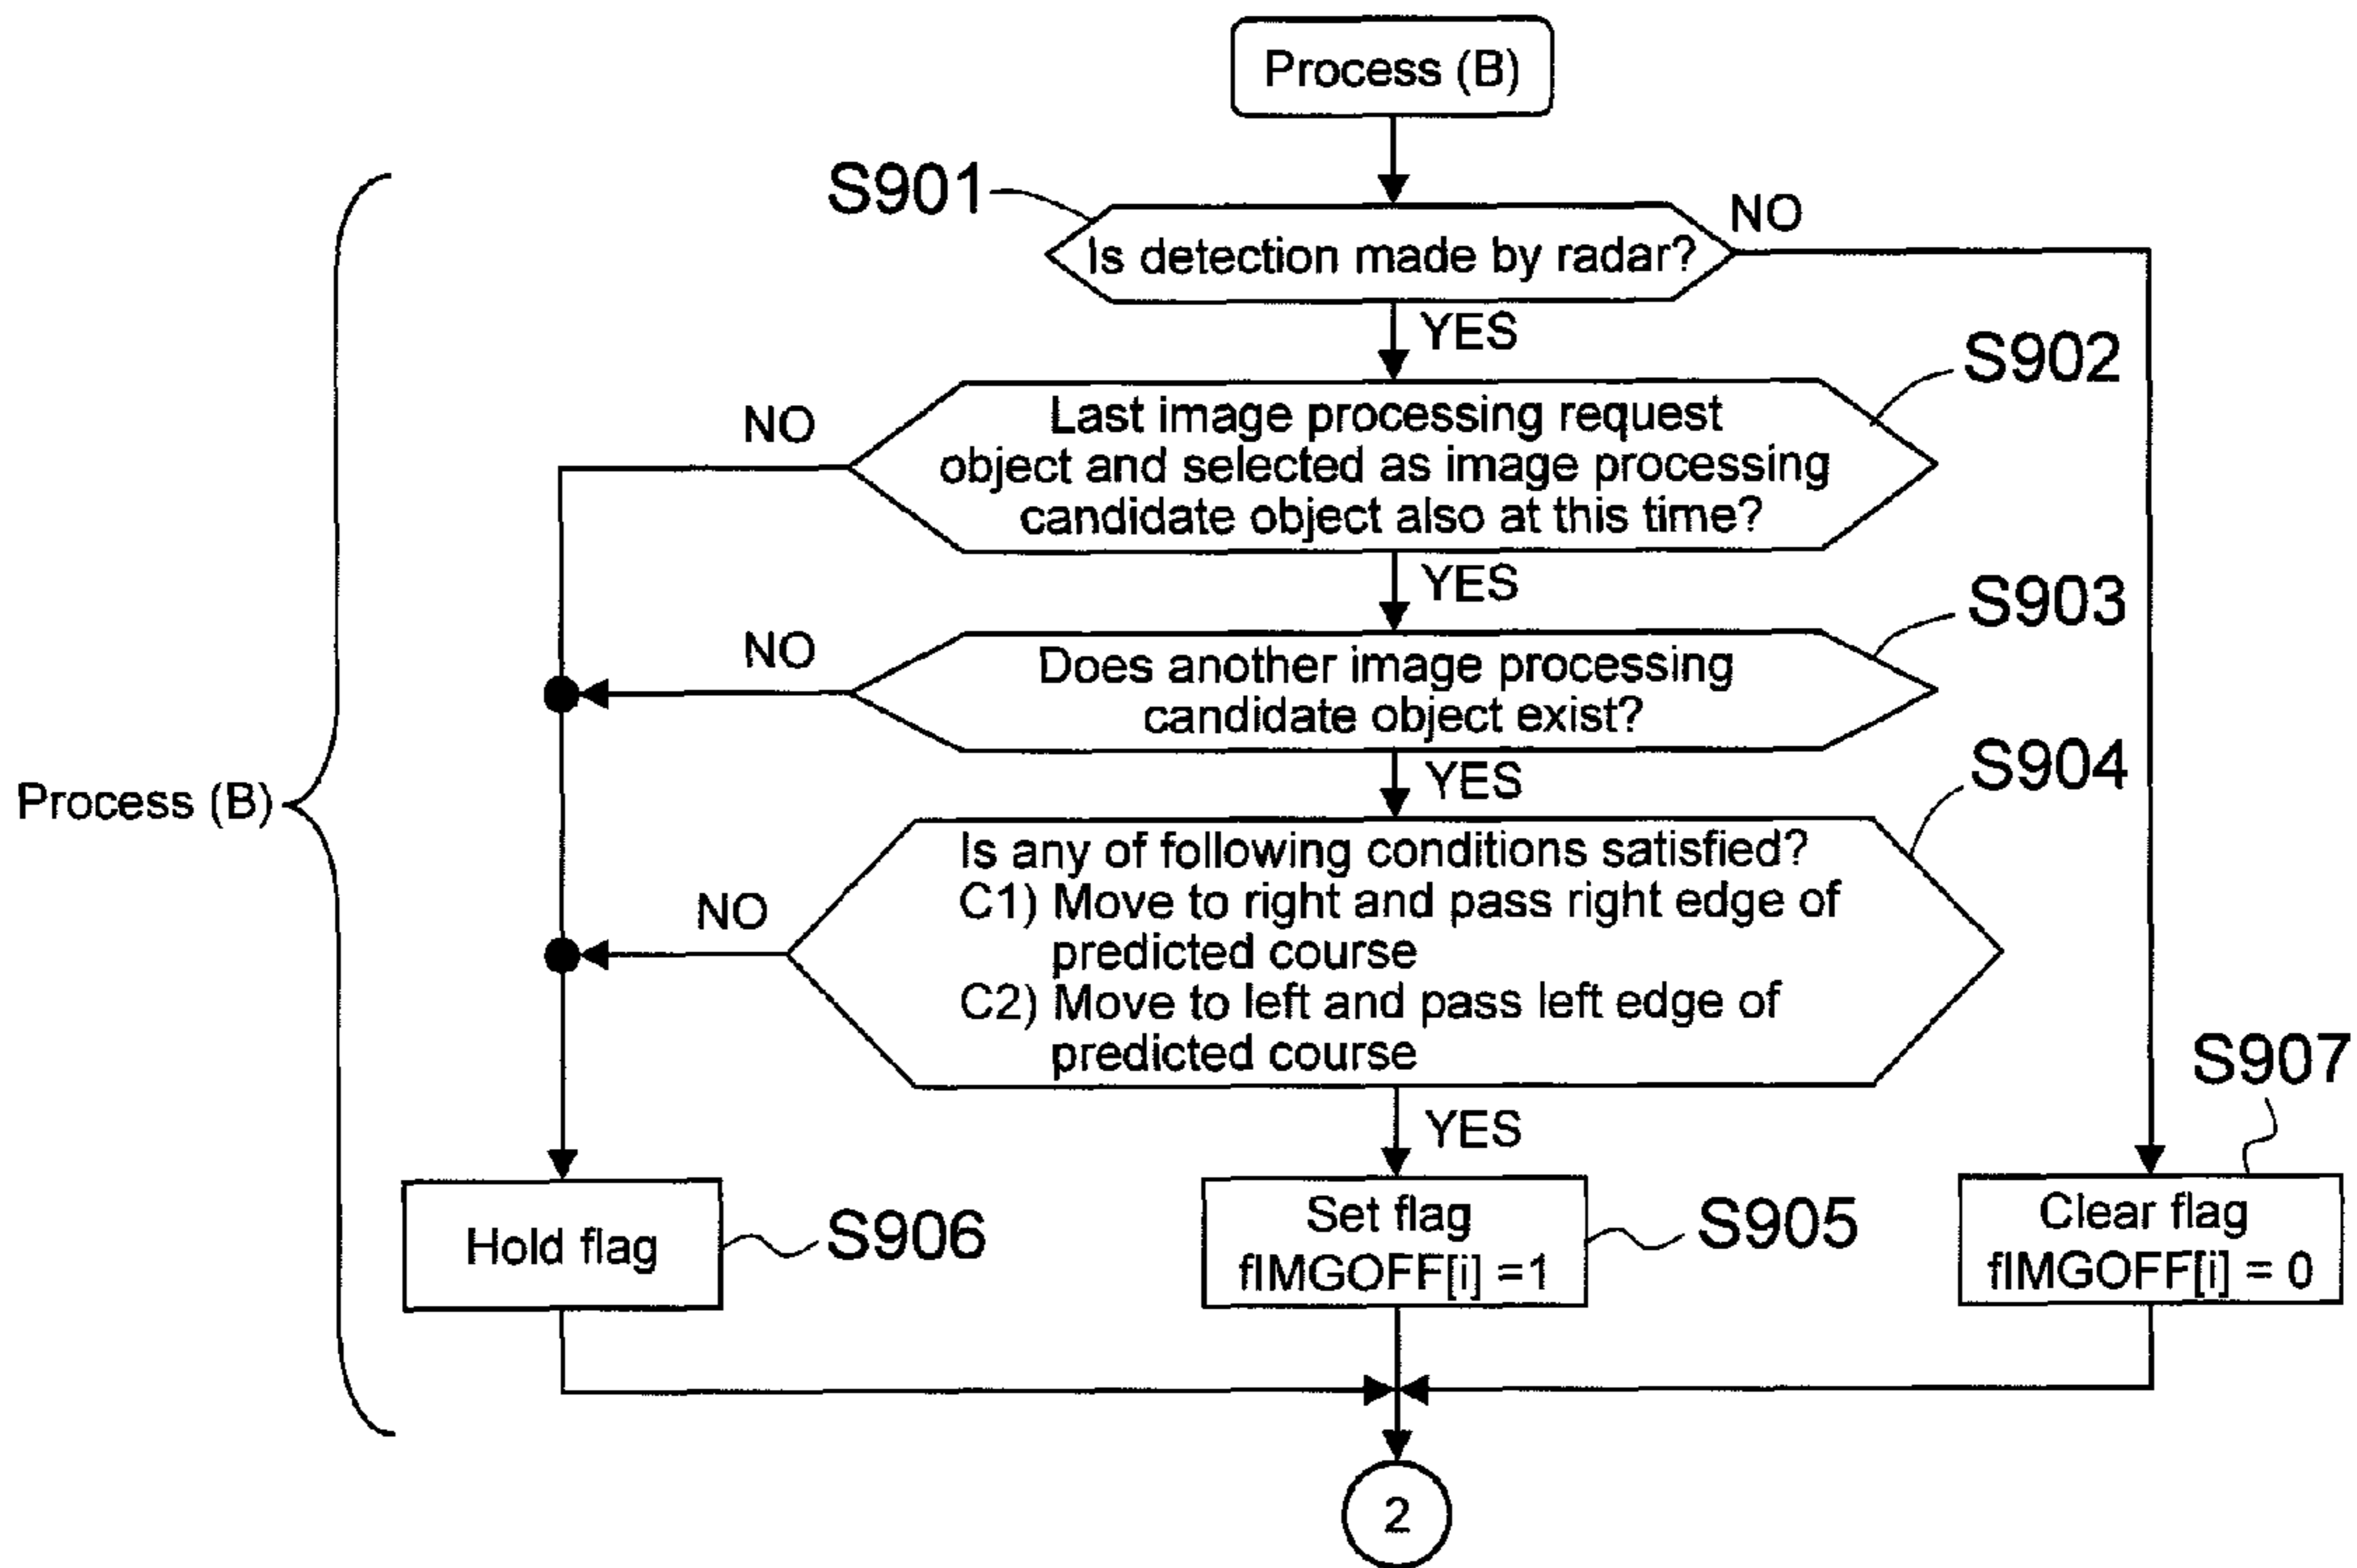 Process (B)
S901
NO
Is detection made by radar?
YES
S902
NO
Last image processing request
object and selected as image processing
candidate object also at this time?
YES
S903
NO
Does another image processing
candidate object exist?
YES
S904
Process (B)
Is any of following conditions satisfied?
C1) Move to right and pass right edge of
predicted course
C2) Move to left and pass left edge of
predicted course
NO
S907
YES
Hold flag
S906
Set flag
fIMGOFF[i] =1
S905
Clear flag
fIMGOFF[i] = 0
2